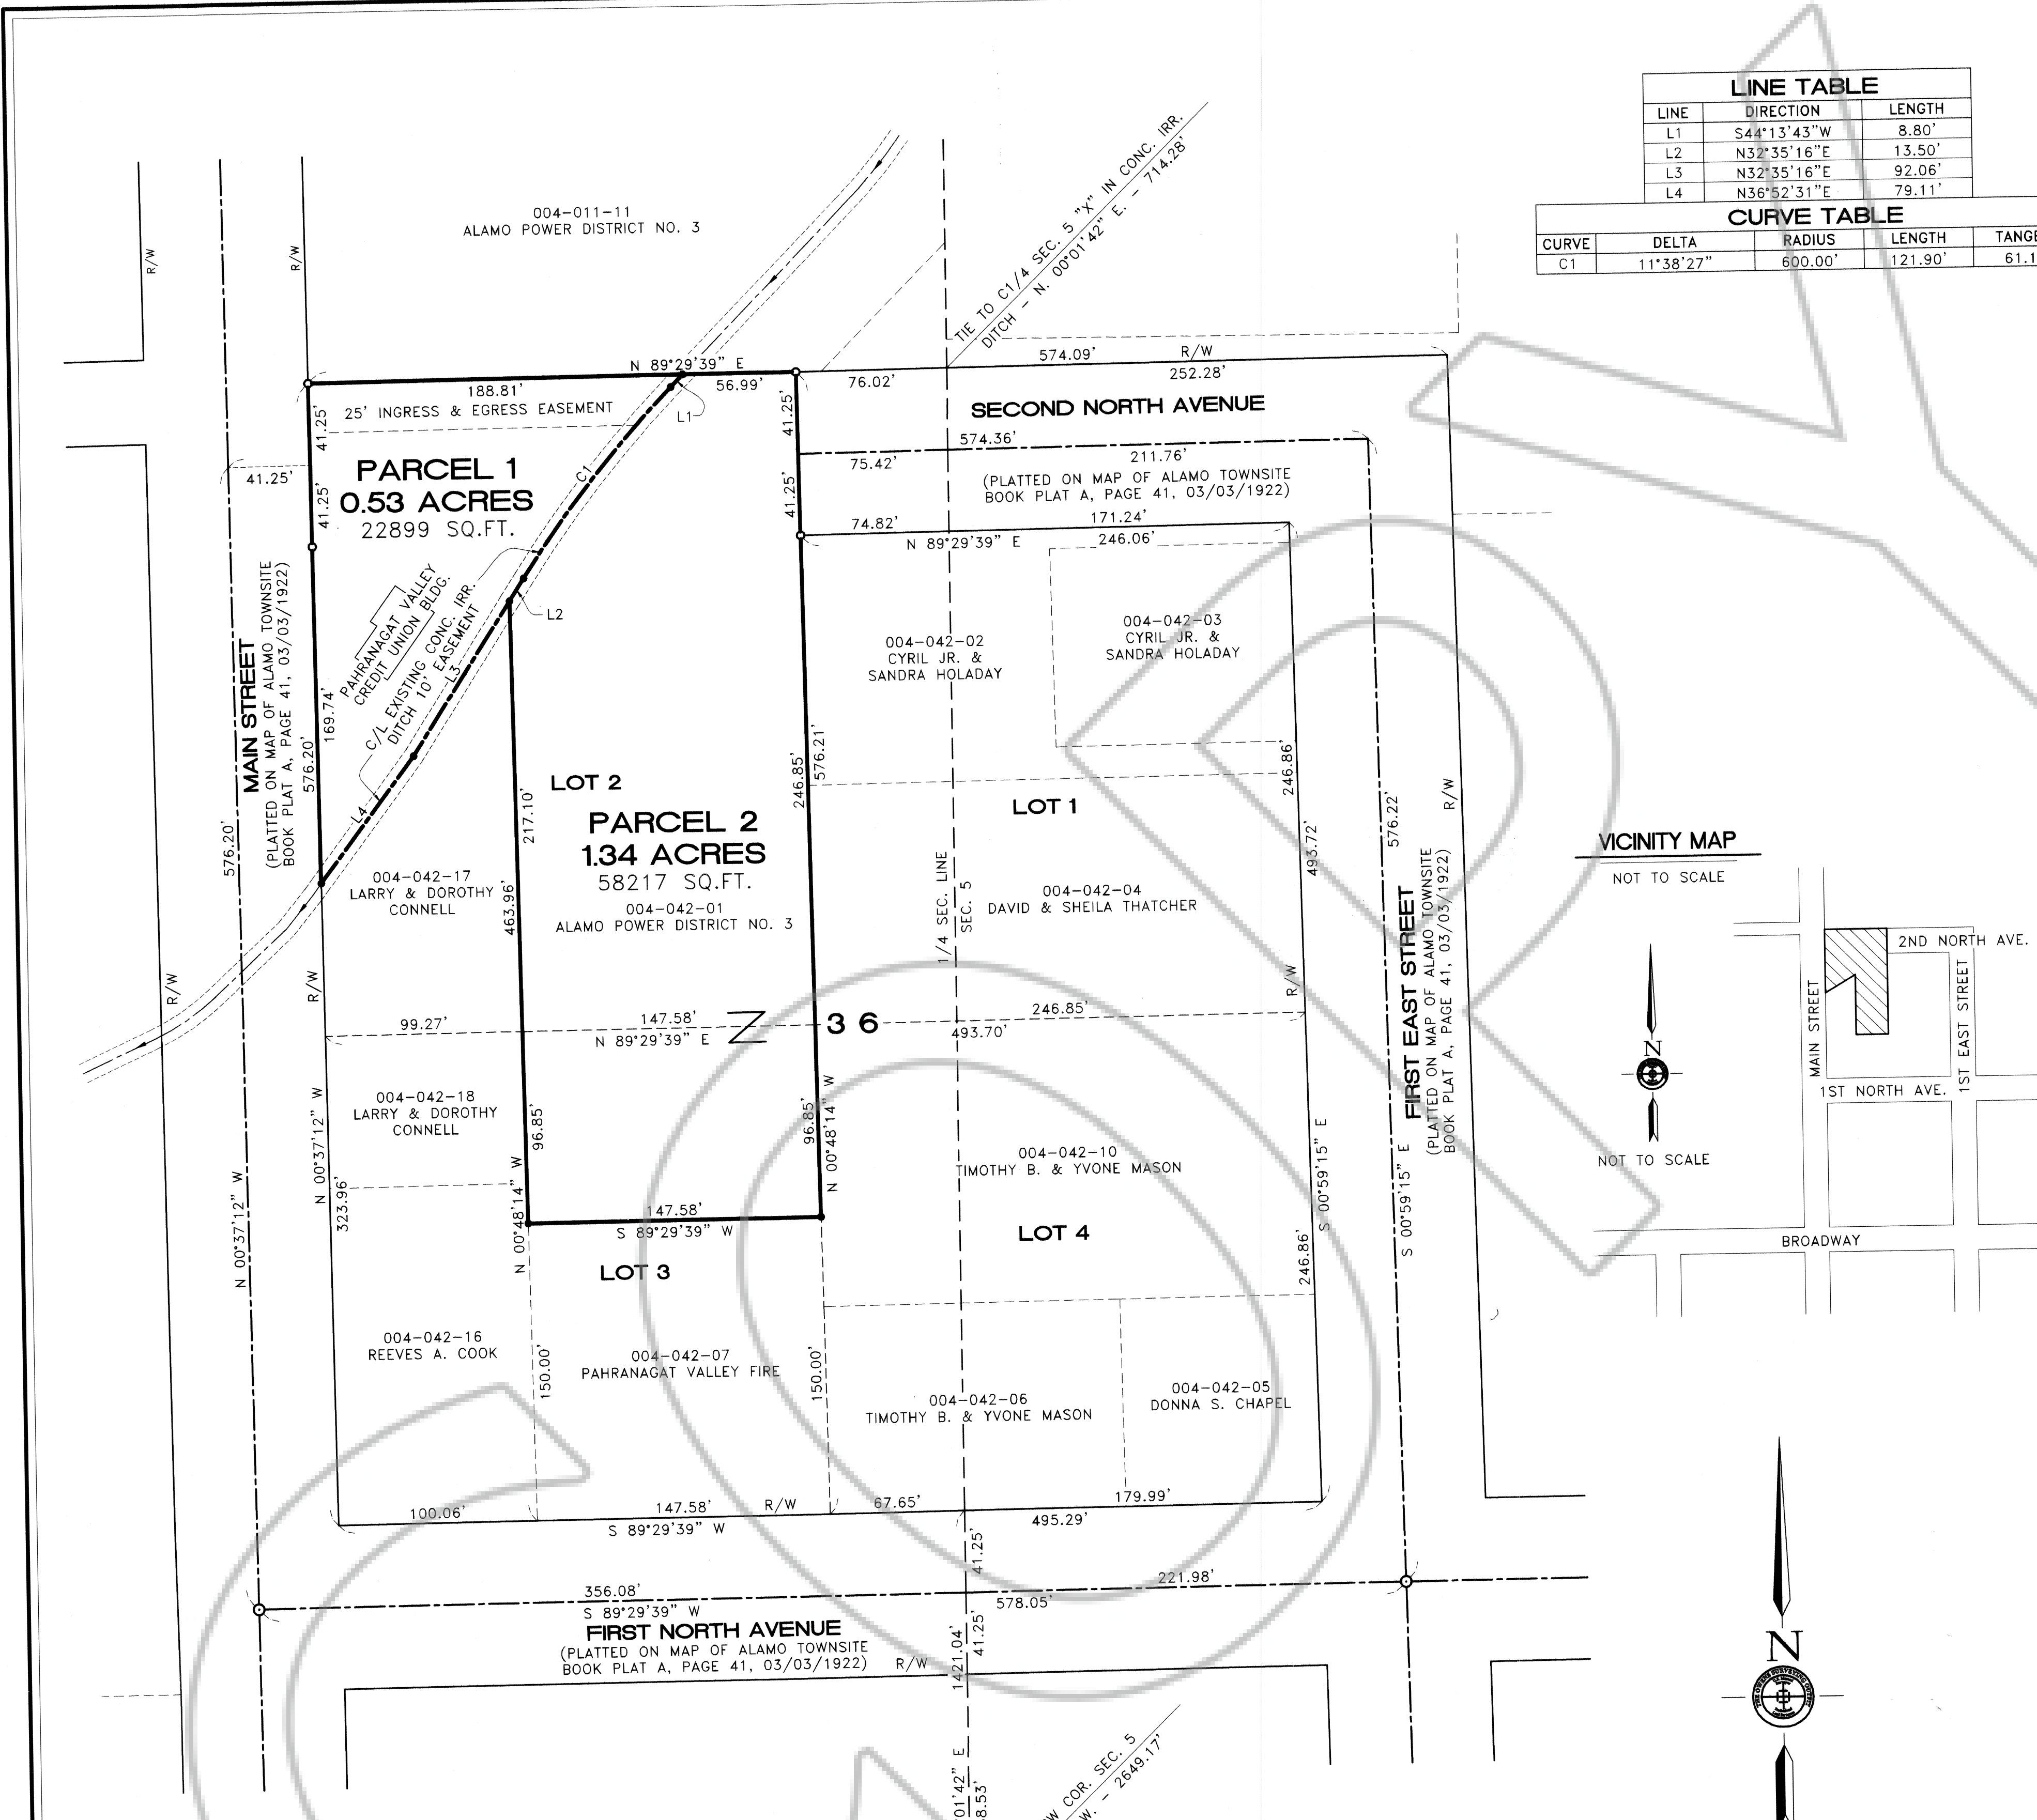 LINE TABLE
LINE DIRECTION LENGTH
L1 S44°13'43"W 8.80'
L2 N32°35'16"E 13.50'
L3 N32°35'16"E 92.06'
L4 N36°52'31"E 79.11'
CURVE TABLE
CURVE DELTA RADIUS LENGTH TANGE
C1 11°38'27" 600.00' 121.90' 61.1
004-011-11
ALAMO POWER DISTRICT NO. 3
TIE TO C1/4 SEC. 5 "X" IN CONC. IRR.
DITCH - N. 00°01'42" E. - 714.28'
R/W
R/W
N 89°29'39" E
188.81'
56.99'
76.02'
574.09'
R/W
252.28'
25' INGRESS & EGRESS EASEMENT
L1
41.25'
41.25'
SECOND NORTH AVENUE
574.36'
75.42'
211.76'
(PLATTED ON MAP OF ALAMO TOWNSITE
BOOK PLAT A, PAGE 41, 03/03/1922)
PARCEL 1
0.53 ACRES
22899 SQ.FT.
41.25'
41.25'
41.25'
C1
74.82'
171.24'
N 89°29'39" E
246.06'
L2
PAHRANAGAT VALLEY
CREDIT UNION BLDG.
C/L EXISTING CONC. IRR.
DITCH 10' EASEMENT
L3
L4
MAIN STREET
(PLATTED ON MAP OF ALAMO TOWNSITE
BOOK PLAT A, PAGE 41, 03/03/1922)
169.74'
576.20'
576.20'
004-042-02
CYRIL JR. &
SANDRA HOLADAY
004-042-03
CYRIL JR. &
SANDRA HOLADAY
246.85'
576.21'
246.86'
217.10'
463.96'
LOT 2
PARCEL 2
1.34 ACRES
58217 SQ.FT.
004-042-01
ALAMO POWER DISTRICT NO. 3
LOT 1
004-042-04
DAVID & SHEILA THATCHER
1/4 SEC. LINE
SEC. 5
493.72'
576.22'
R/W
004-042-17
LARRY & DOROTHY
CONNELL
R/W
R/W
R/W
FIRST EAST STREET
(PLATTED ON MAP OF ALAMO TOWNSITE
BOOK PLAT A, PAGE 41, 03/03/1922)
VICINITY MAP
NOT TO SCALE
2ND NORTH AVE.
MAIN STREET
1ST EAST STREET
1ST NORTH AVE.
N
NOT TO SCALE
BROADWAY
99.27'
147.58'
N 89°29'39" E
Z
36
246.85'
493.70'
004-042-18
LARRY & DOROTHY
CONNELL
96.85'
96.85'
N 00°48'14" W
N 00°48'14" W
N 00°37'12" W
323.96'
N 00°37'12" W
004-042-10
TIMOTHY B. & YVONE MASON
S 00°59'15" E
S 00°59'15" E
147.58'
S 89°29'39" W
LOT 3
LOT 4
246.86'
004-042-16
REEVES A. COOK
150.00'
004-042-07
PAHRANAGAT VALLEY FIRE
150.00'
004-042-06
TIMOTHY B. & YVONE MASON
004-042-05
DONNA S. CHAPEL
100.06'
147.58'
R/W
67.65'
179.99'
S 89°29'39" W
495.29'
41.25'
356.08'
221.98'
S 89°29'39" W
578.05'
FIRST NORTH AVENUE
(PLATTED ON MAP OF ALAMO TOWNSITE
BOOK PLAT A, PAGE 41, 03/03/1922)
R/W
41.25'
1421.04'
N
01'42" E
8.53'
W COR. SEC. 5
W. - 2649.17'
COPY